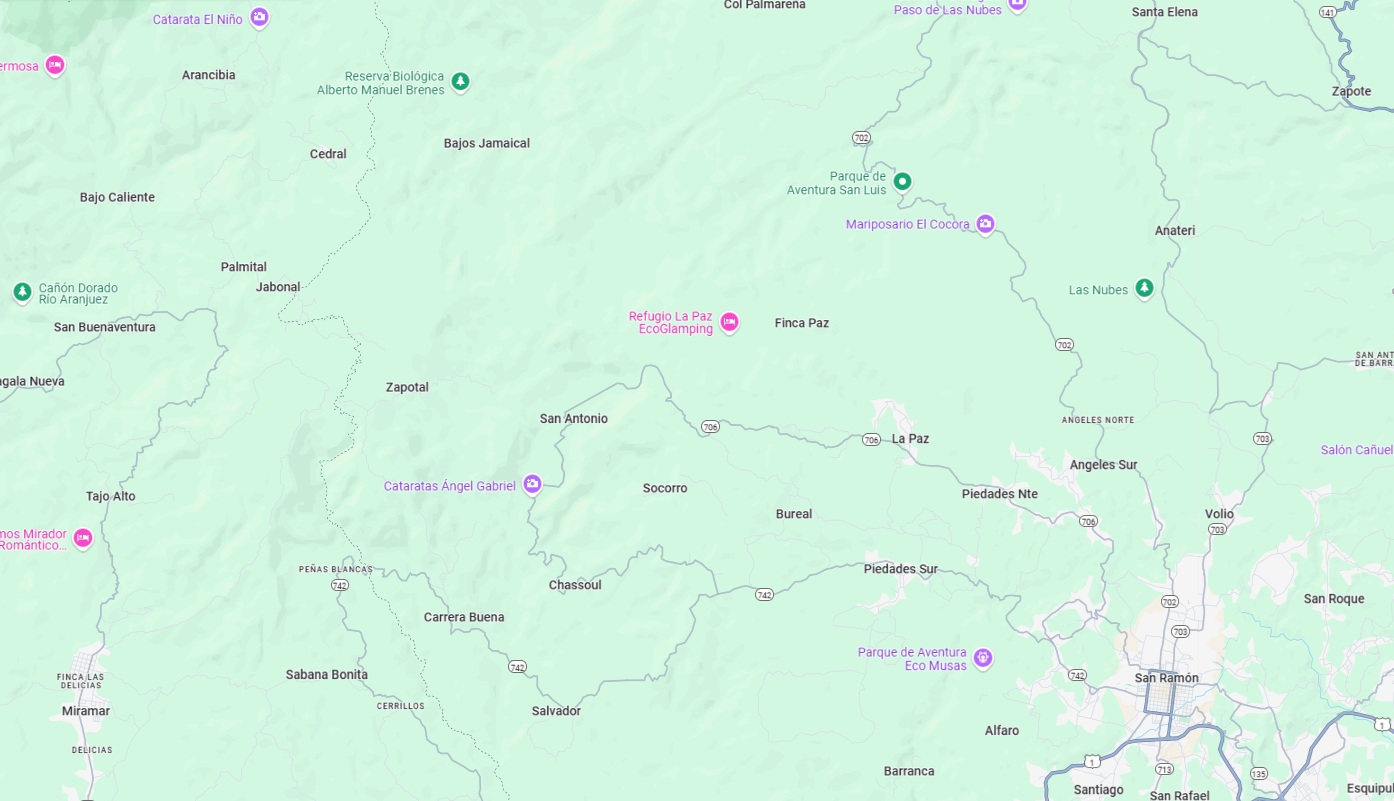 Col Palmareña
Paso de Las Nubes
Santa Elena
141
Catarata El Niño
ermosa
Arancibia
Reserva Biológica
Alberto Manuel Brenes
Zapote
702
Bajos Jamaical
Cedral
Parque de
Aventura San Luis
Bajo Caliente
Mariposario El Cocora
Anateri
Palmital
Jabonal
Cañón Dorado
Río Aranjuez
Las Nubes
San Buenaventura
Refugio La Paz
EcoGlamping
Finca Paz
702
SAN ANT
DE BARR
ngala Nueva
Zapotal
San Antonio
706
706
La Paz
ANGELES NORTE
703
Salón Cañuel
Angeles Sur
Cataratas Ángel Gabriel
Socorro
Piedades Nte
Tajo Alto
Bureal
706
Volio
703
mos Mirador
Romántico...
PEÑAS BLANCAS
742
Chassoul
742
Piedades Sur
702
San Roque
Carrera Buena
703
Parque de Aventura
Eco Musas
742
Sabana Bonita
742
San Ramón
FINCA LAS
DELICIAS
Miramar
CERRILLOS
Salvador
Alfaro
1
DELICIAS
Barranca
1
713
135
Santiago
San Rafael
Esquipul